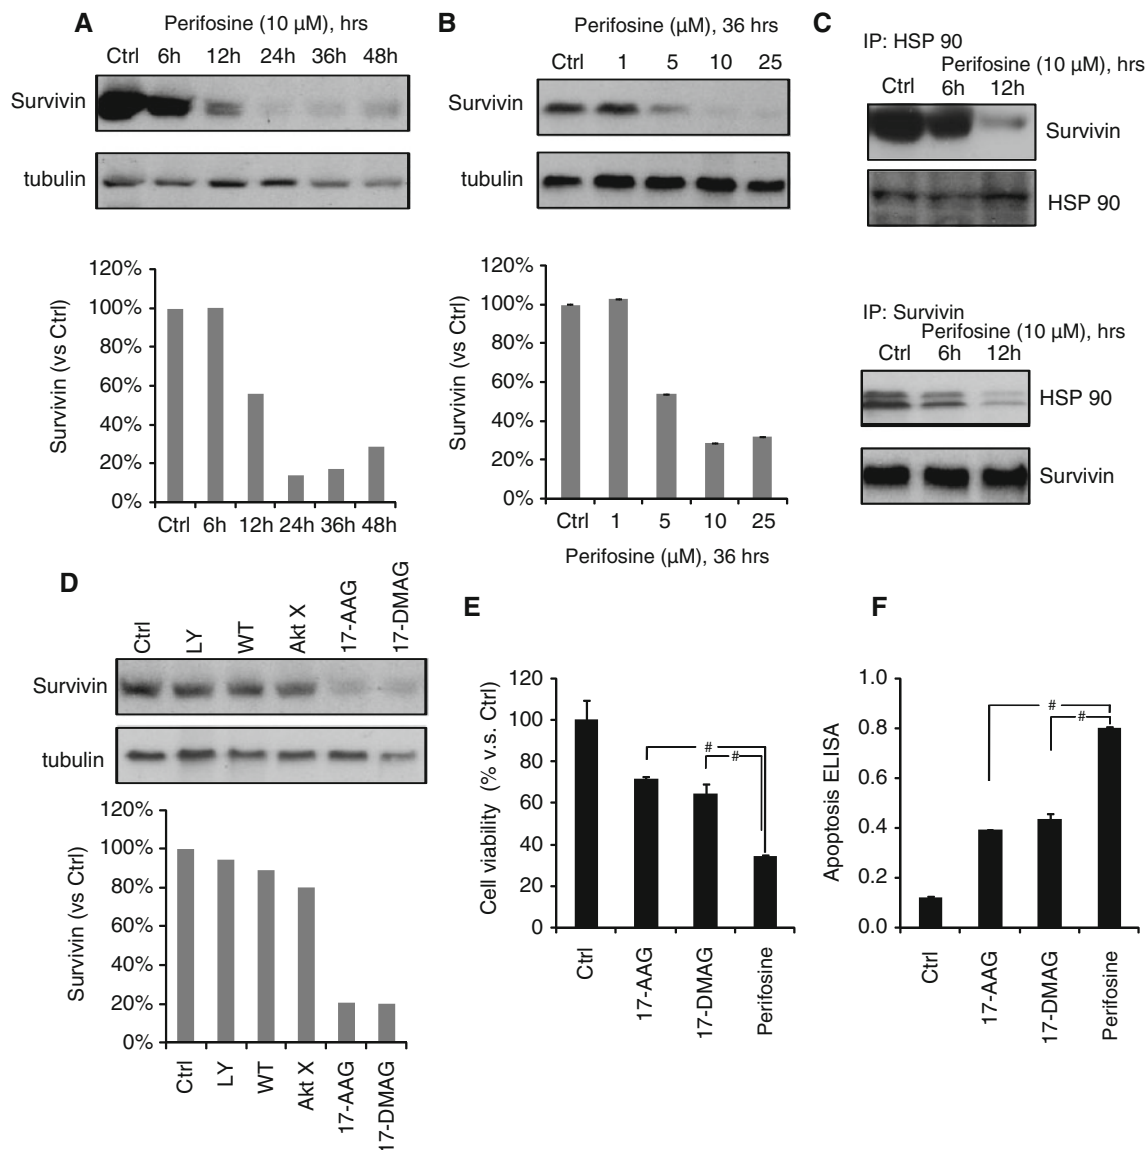 A
Perifosine (10 µM), hrs
Ctrl 6h 12h 24h 36h 48h
Survivin
tubulin
120%
100%
80%
60%
40%
20%
0%
Survivin (vs Ctrl)
Ctrl 6h 12h 24h 36h 48h
B
Perifosine (µM), 36 hrs
Ctrl 1 5 10 25
Survivin
tubulin
120%
100%
80%
60%
40%
20%
0%
Survivin (vs Ctrl)
Ctrl 1 5 10 25
Perifosine (µM), 36 hrs
C
IP: HSP 90
Perifosine (10 µM), hrs
Ctrl 6h 12h
Survivin
HSP 90
IP: Survivin
Perifosine (10 µM), hrs
Ctrl 6h 12h
HSP 90
Survivin
D
Ctrl LY WT Akt X 17-AAG 17-DMAG
Survivin
tubulin
120%
100%
80%
60%
40%
20%
0%
Survivin (vs Ctrl)
Ctrl LY WT Akt X 17-AAG 17-DMAG
E
120
100
80
60
40
20
0
Cell viability (% v.s. Ctrl)
#
#
Ctrl 17-AAG 17-DMAG Perifosine
F
1.0
0.8
0.6
0.4
0.2
0.0
Apoptosis ELISA
#
#
Ctrl 17-AAG 17-DMAG Perifosine